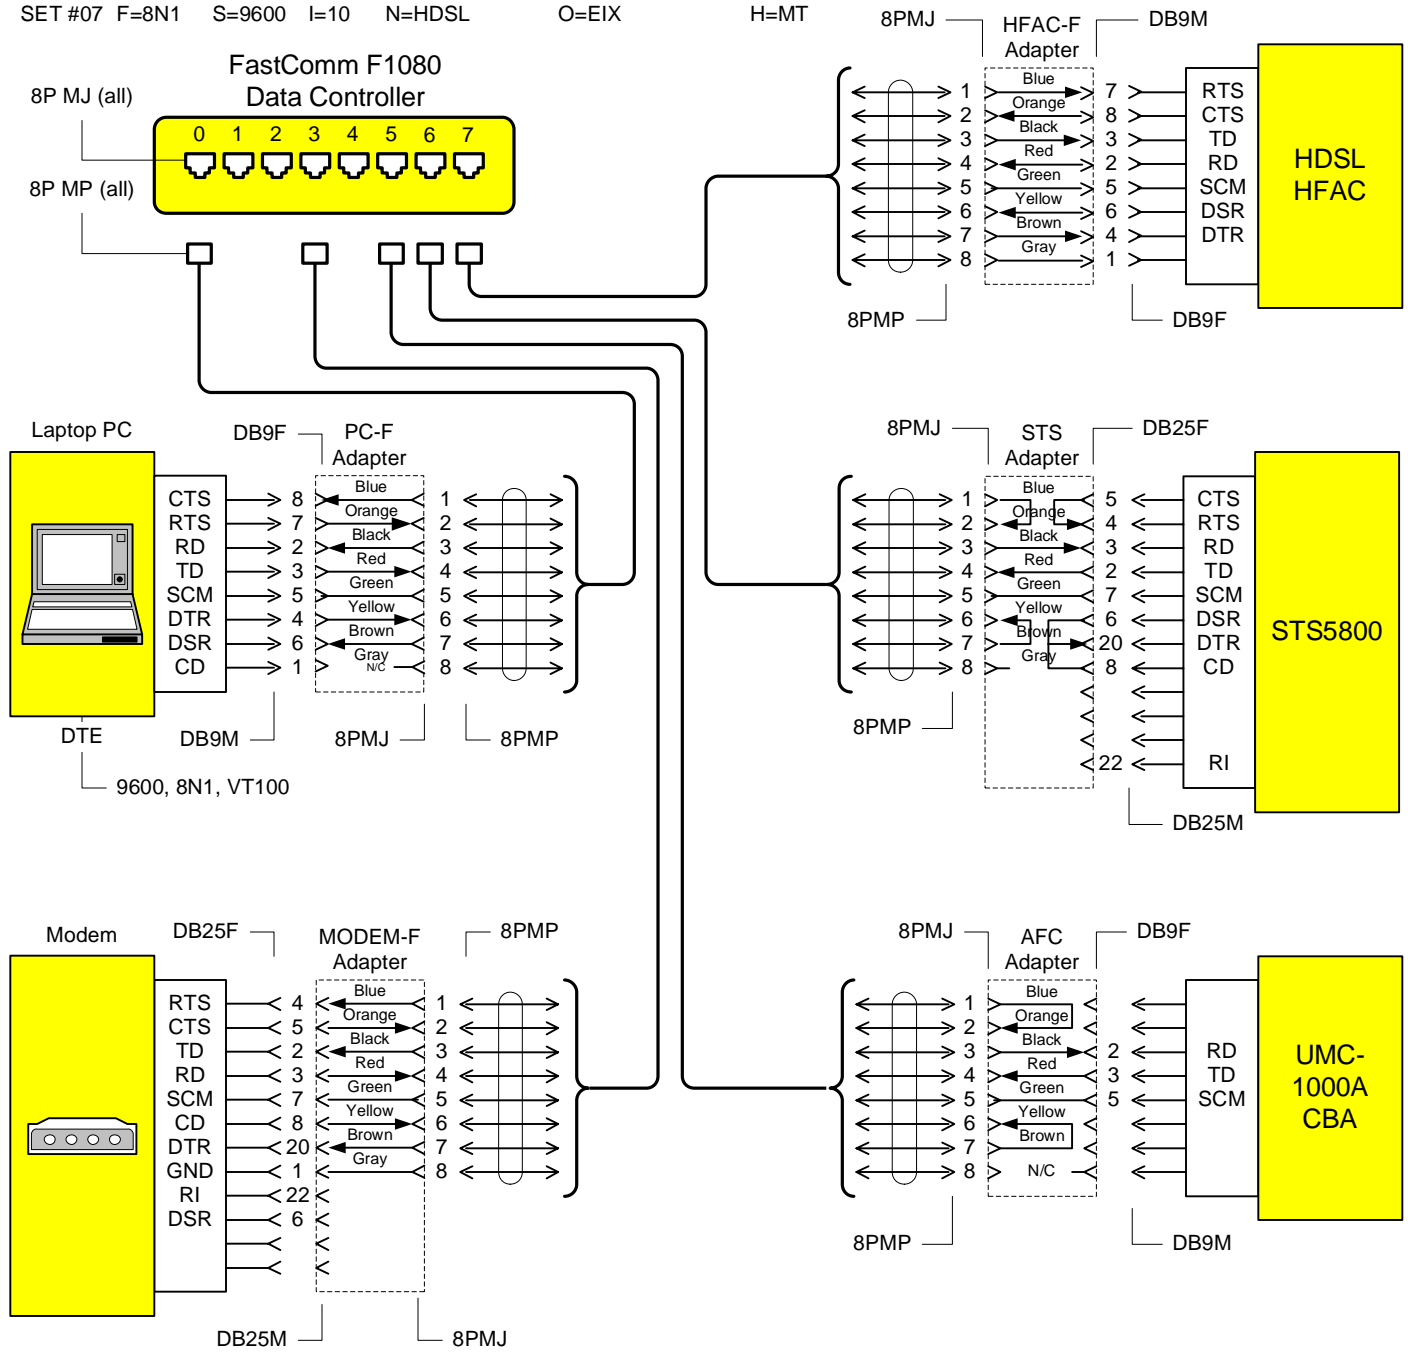 SET #07 F=8N1 S=9600 I=10 N=HDSL O=EIX H=MT
FastComm F1080
Data Controller
8P MJ (all)
0 1 2 3 4 5 6 7
8P MP (all)
8PMJ
HFAC-F
Adapter
DB9M
1 Blue 7 RTS
2 Orange 8 CTS
3 Black 3 TD
4 Red 2 RD
5 Green 5 SCM
6 Yellow 6 DSR
7 Brown 4 DTR
8 Gray 1
HDSL
HFAC
8PMP
DB9F
Laptop PC
DB9F
PC-F
Adapter
CTS 8 Blue 1
RTS 7 Orange 2
RD 2 Black 3
TD 3 Red 4
SCM 5 Green 5
DTR 4 Yellow 6
DSR 6 Brown 7
CD 1 Gray N/C 8
DTE
DB9M
8PMJ
8PMP
9600, 8N1, VT100
8PMJ
STS
Adapter
DB25F
1 Blue 5 CTS
2 Orange 4 RTS
3 Black 3 RD
4 Red 2 TD
5 Green 7 SCM
6 Yellow 6 DSR
7 Brown 20 DTR
8 Gray 8 CD
22 RI
STS5800
8PMP
DB25M
Modem
DB25F
MODEM-F
Adapter
8PMP
RTS 4 Blue 1
CTS 5 Orange 2
TD 2 Black 3
RD 3 Red 4
SCM 7 Green 5
CD 8 Yellow 6
DTR 20 Brown 7
GND 1 Gray 8
RI 22
DSR 6
DB25M
8PMJ
8PMJ
AFC
Adapter
DB9F
1 Blue
2 Orange
3 Black 2 RD
4 Red 3 TD
5 Green 5 SCM
6 Yellow
7 Brown
8 N/C
UMC-
1000A
CBA
8PMP
DB9M